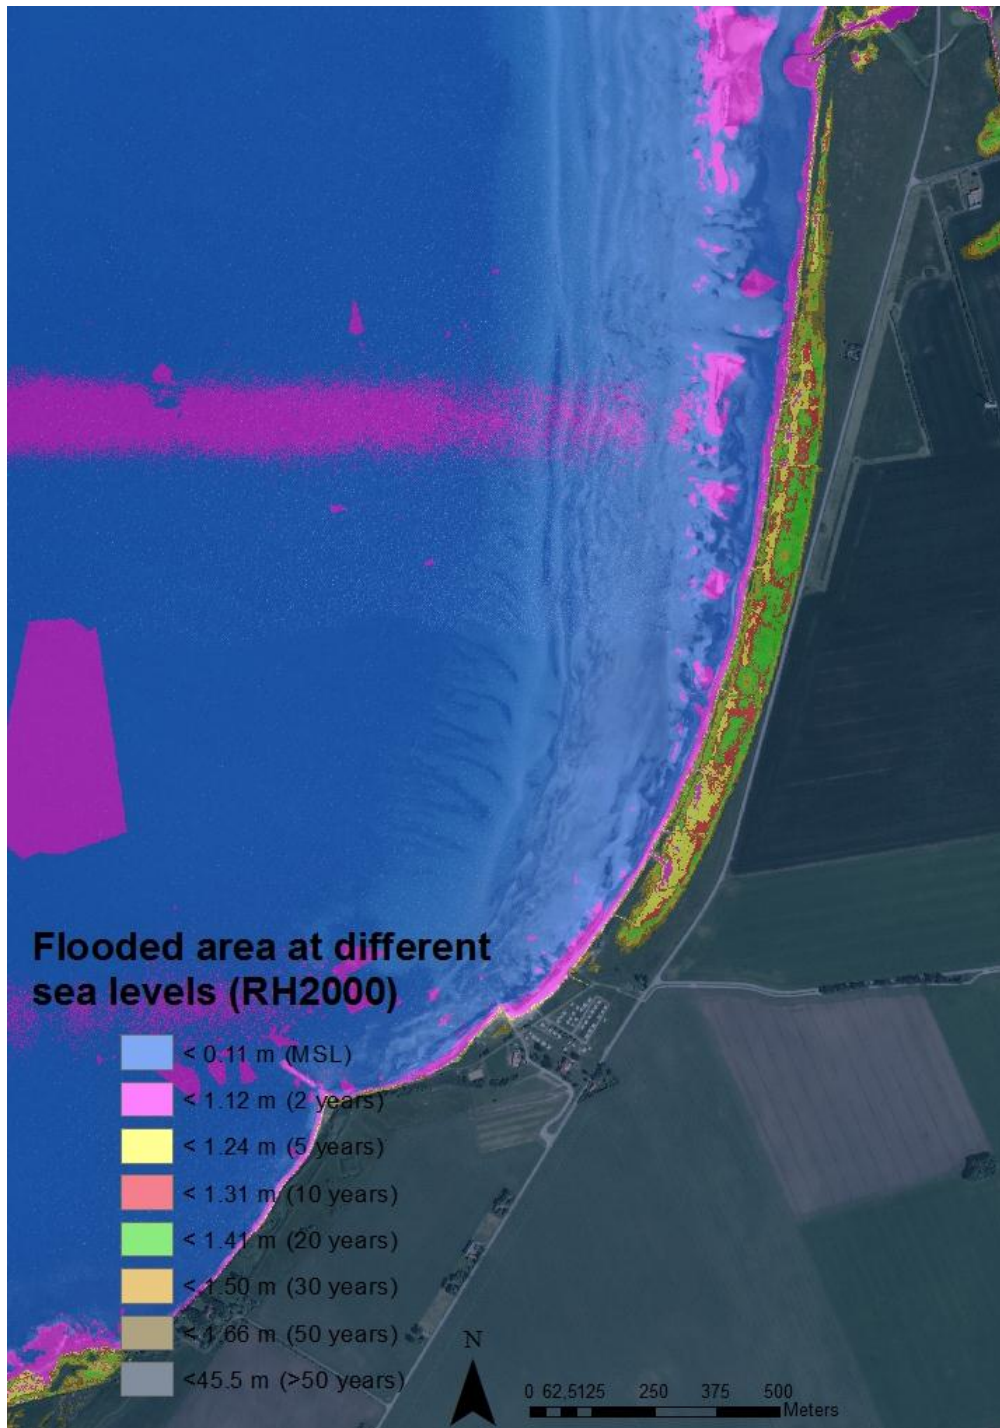 Flooded area at different
sea levels (RH2000)
< 0.11 m (MSL)
< 1.12 m (2 years)
< 1.24 m (5 years)
< 1.31 m (10 years)
< 1.41 m (20 years)
< 1.50 m (30 years)
< 1.66 m (50 years)
<45.5 m (>50 years)
N
0 62,5125 250 375 500
Meters